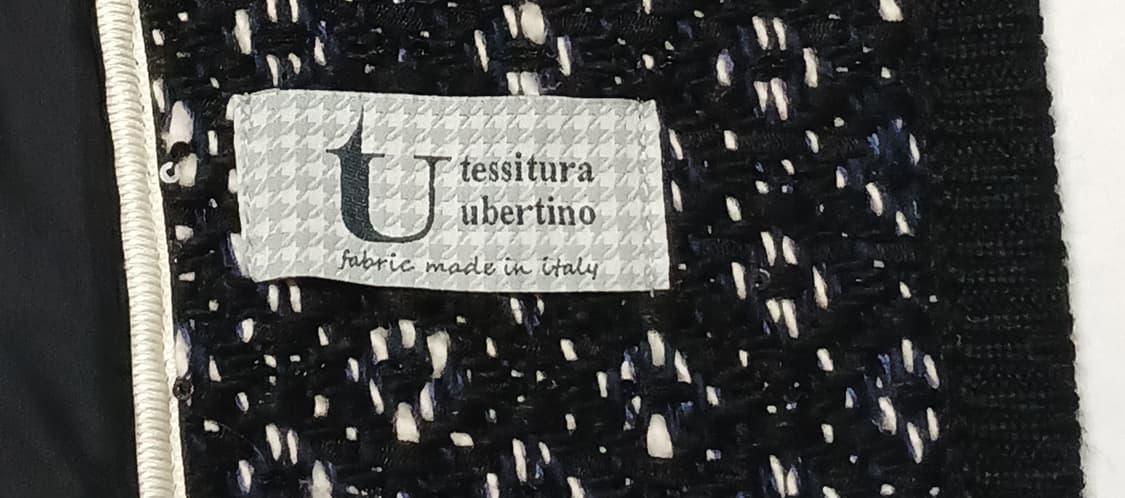 tU
tessitura
ubertino
fabric made in italy